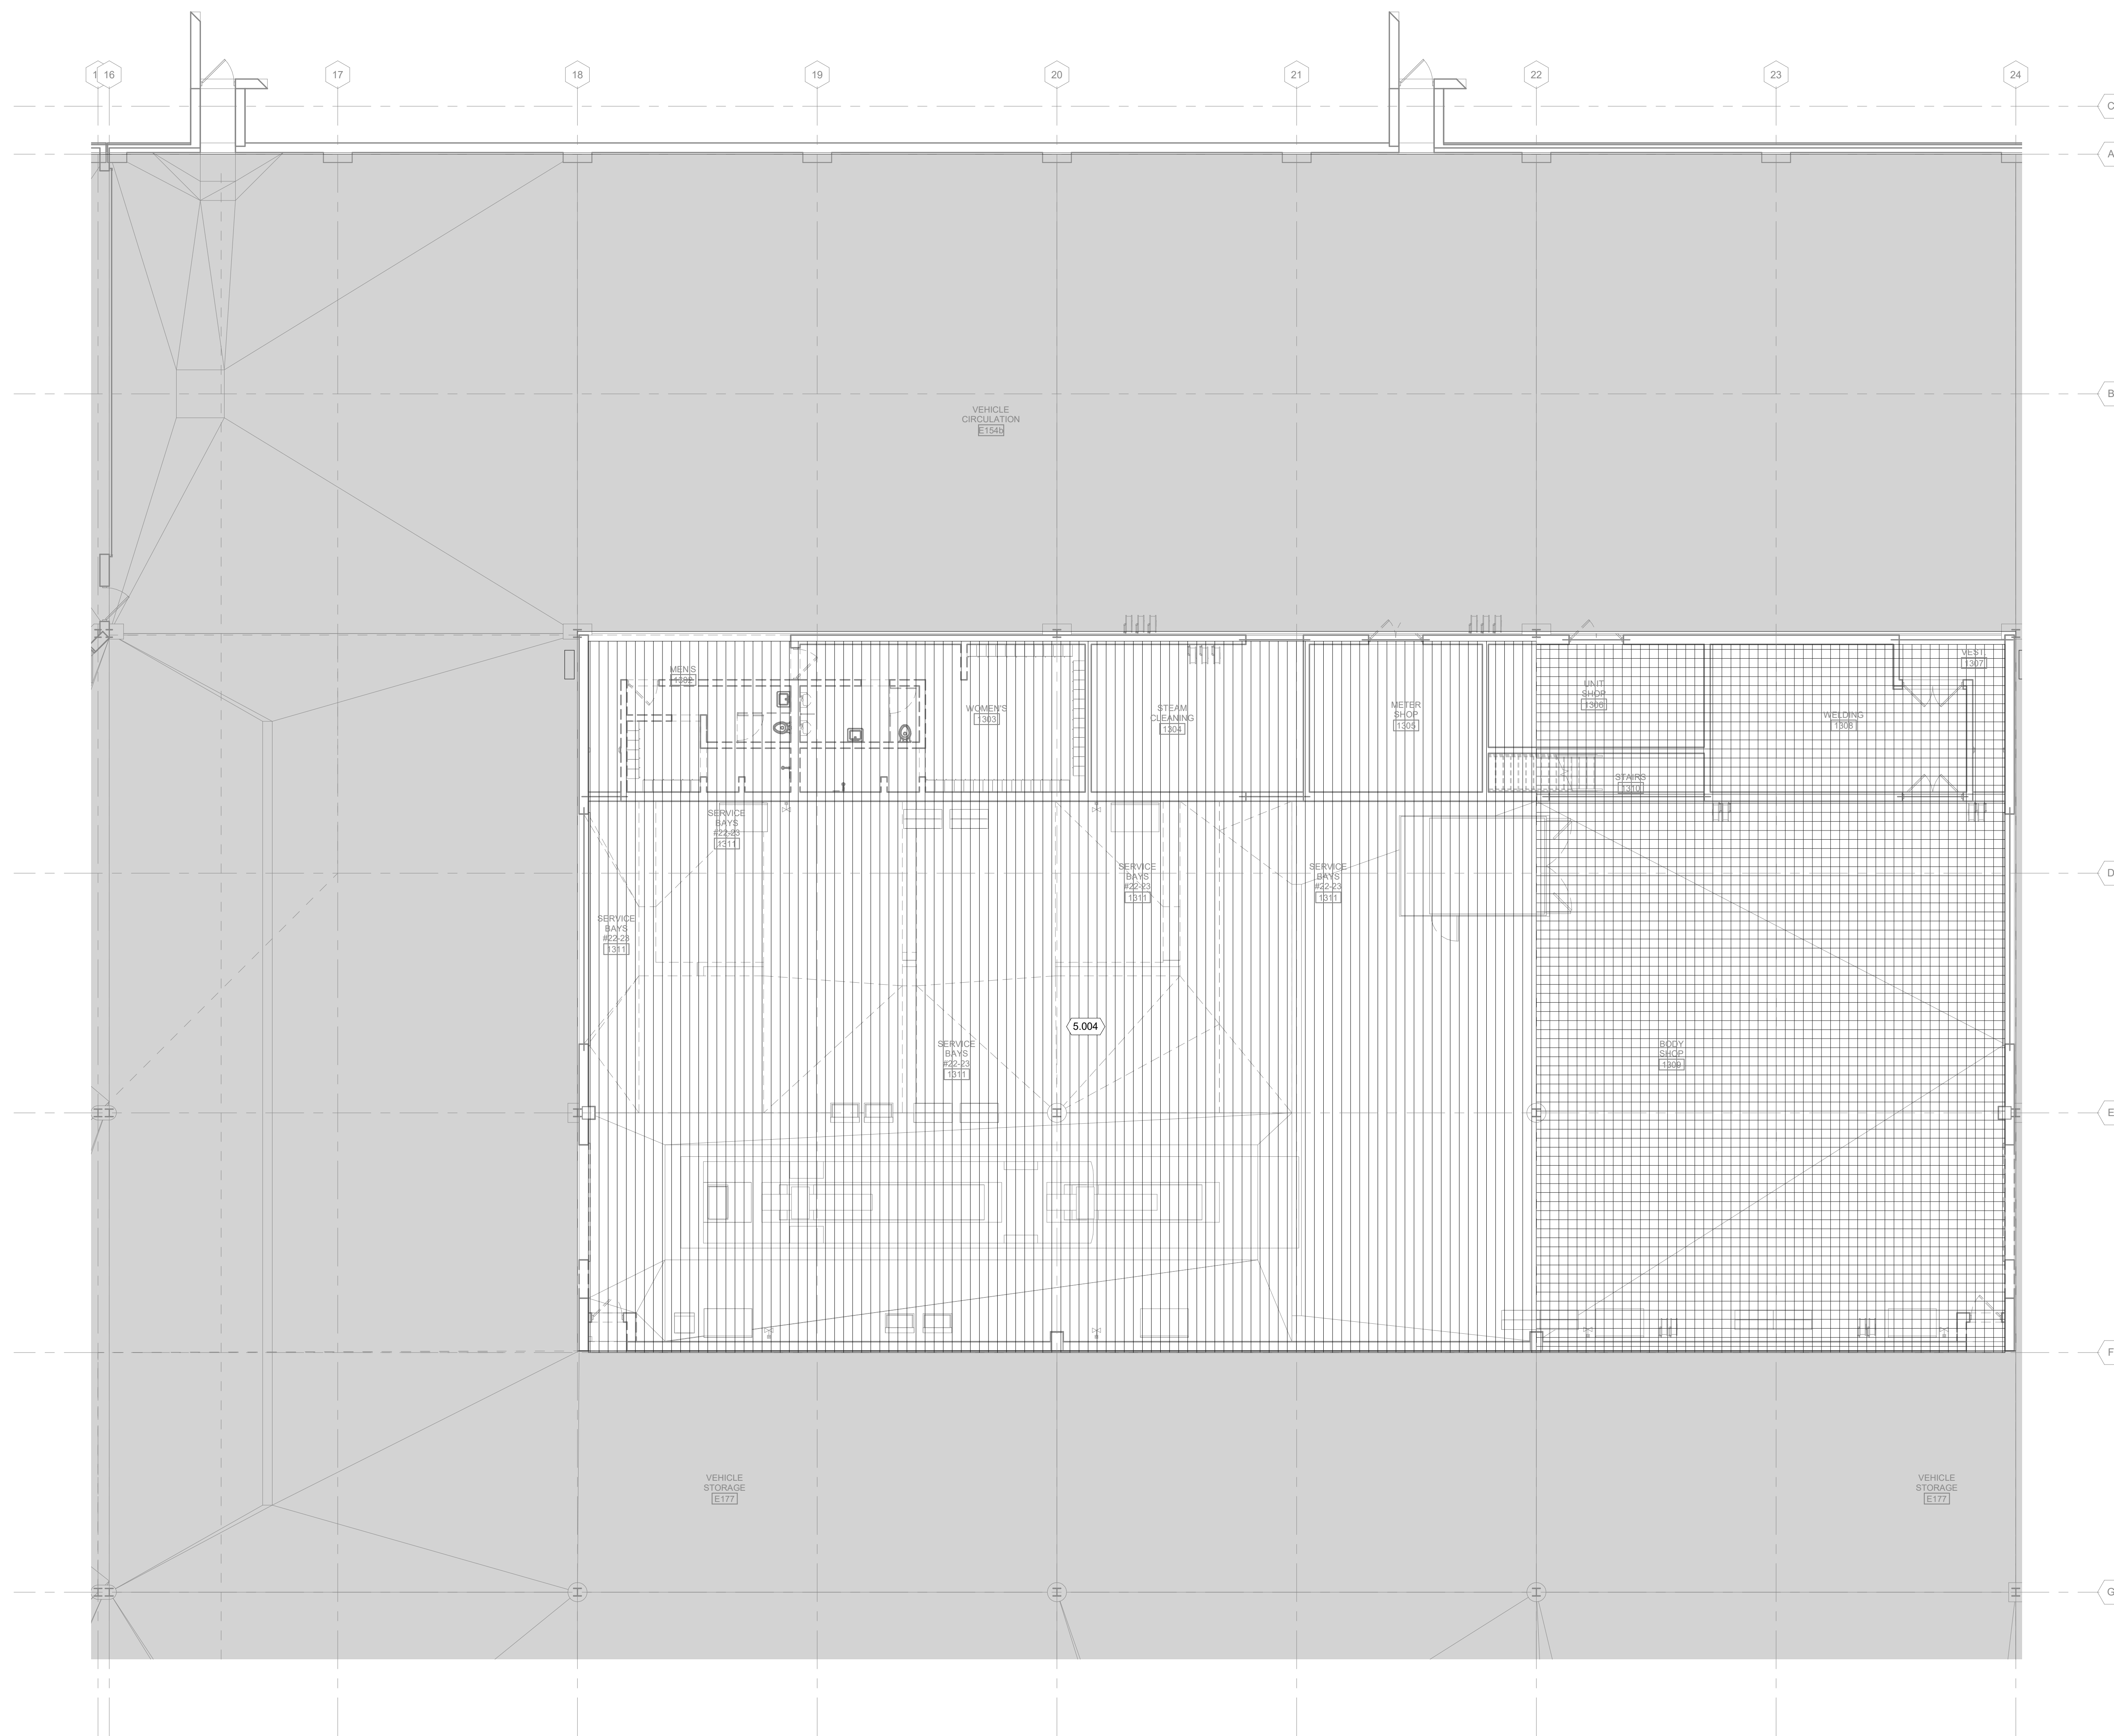 1
16
17
18
19
20
21
22
23
24
C
A
B
VEHICLE
CIRCULATION
E154b
MEN'S
1302
WOMEN'S
1303
STEAM
CLEANING
1304
METER
SHOP
1305
UNIT
SHOP
1306
VEST.
1307
WELDING
1308
STAIRS
1310
SERVICE
BAYS
#22-23
1311
SERVICE
BAYS
#22-23
1311
SERVICE
BAYS
#22-23
1311
D
SERVICE
BAYS
#22-23
1311
5.004
SERVICE
BAYS
#22-23
1311
BODY
SHOP
1309
E
F
VEHICLE
STORAGE
E177
VEHICLE
STORAGE
E177
G